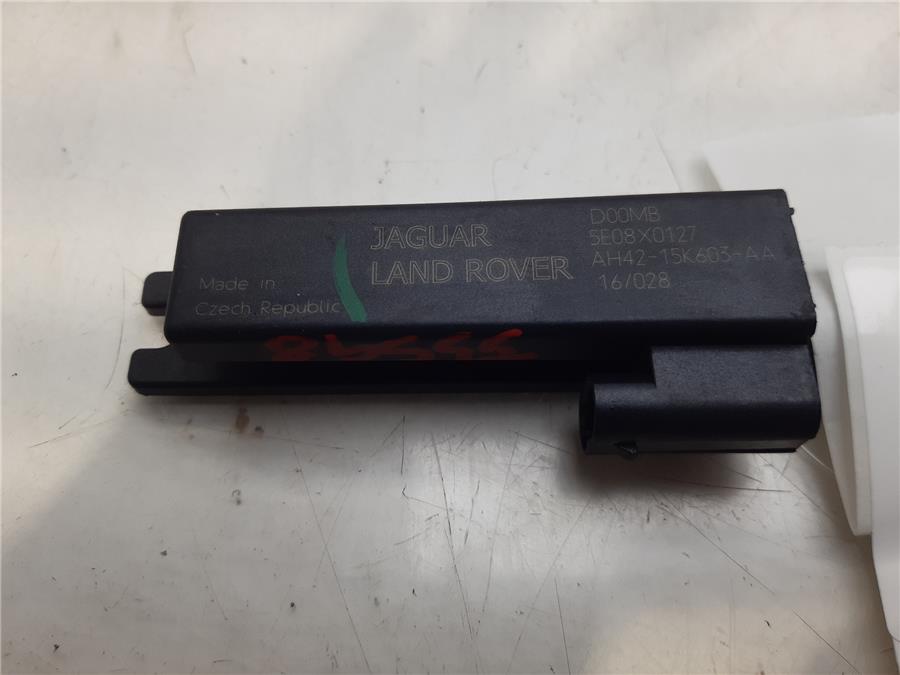 JAGUAR
LAND ROVER
Made in
Czech Republic
D00MB
5E08X0127
AH42-15K603-AA
16/028